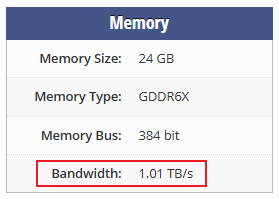 Memory
Memory Size: 24 GB
Memory Type: GDDR6X
Memory Bus: 384 bit
Bandwidth: 1.01 TB/s